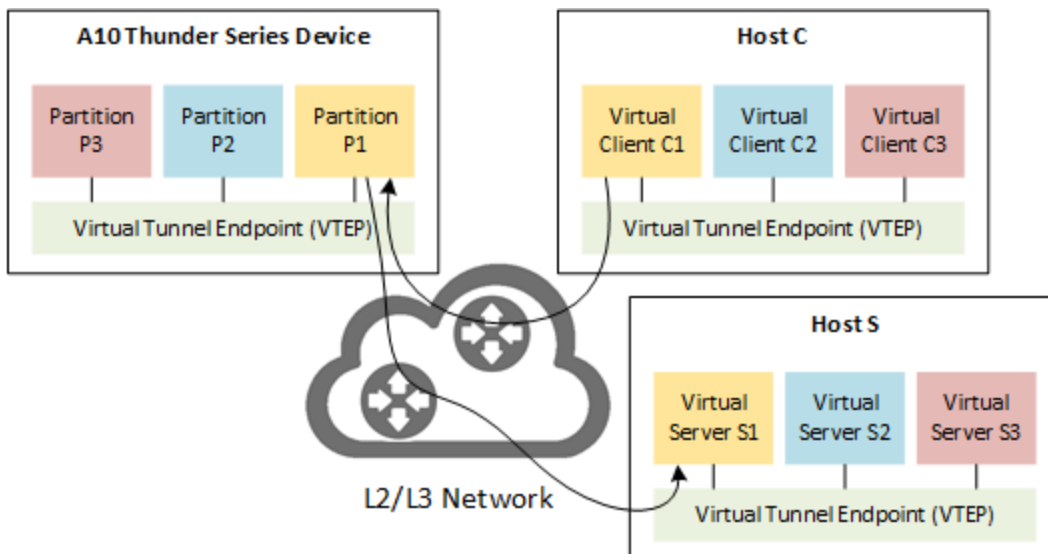 A10 Thunder Series Device
Partition
P3
Partition
P2
Partition
P1
Virtual Tunnel Endpoint (VTEP)
Host C
Virtual
Client C1
Virtual
Client C2
Virtual
Client C3
Virtual Tunnel Endpoint (VTEP)
Host S
Virtual
Server S1
Virtual
Server S2
Virtual
Server S3
Virtual Tunnel Endpoint (VTEP)
L2/L3 Network